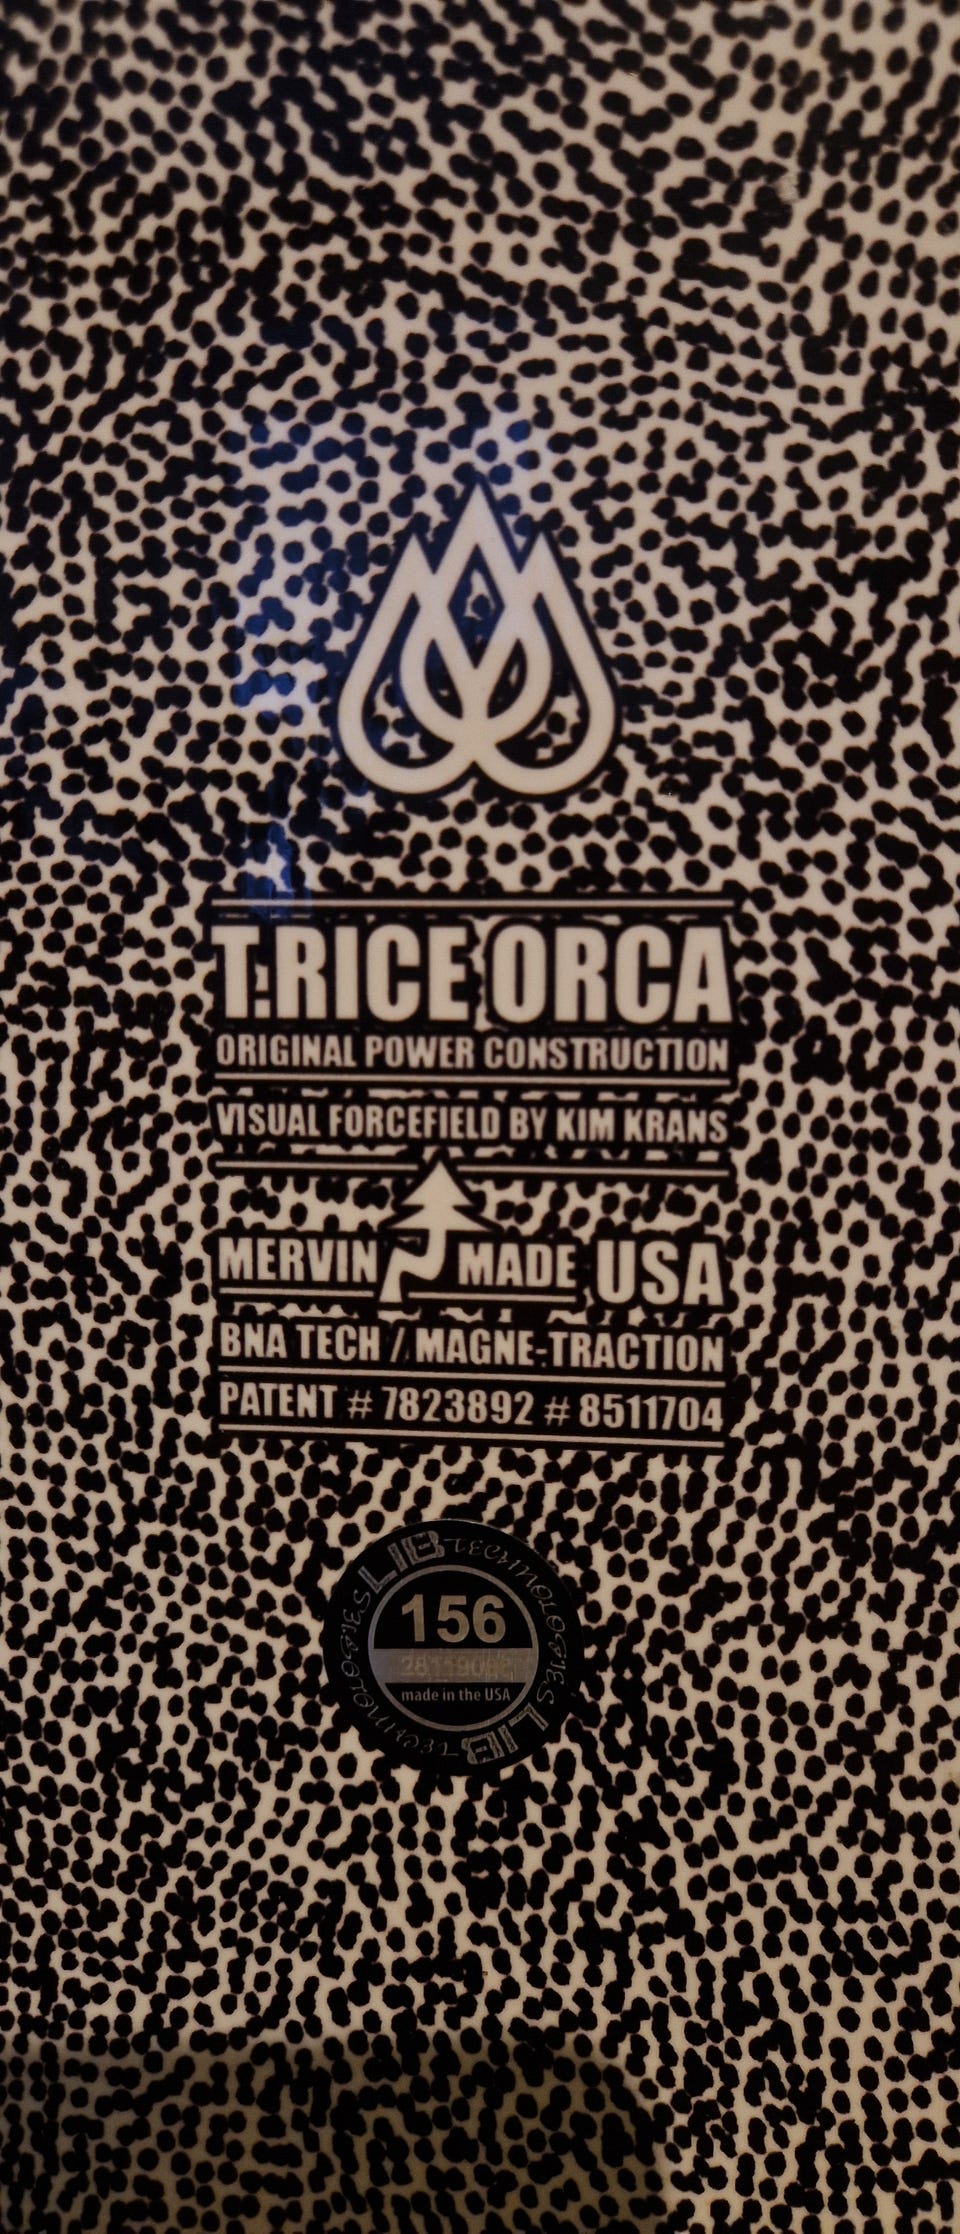 T.RICE ORCA
ORIGINAL POWER CONSTRUCTION
VISUAL FORCEFIELD BY KIM KRANS
MERVIN MADE USA
BNA TECH / MAGNE-TRACTION
PATENT # 7823892 # 8511704
LIB TECHNOLOGIES
156
made in the USA
LIB TECHNOLOGIES